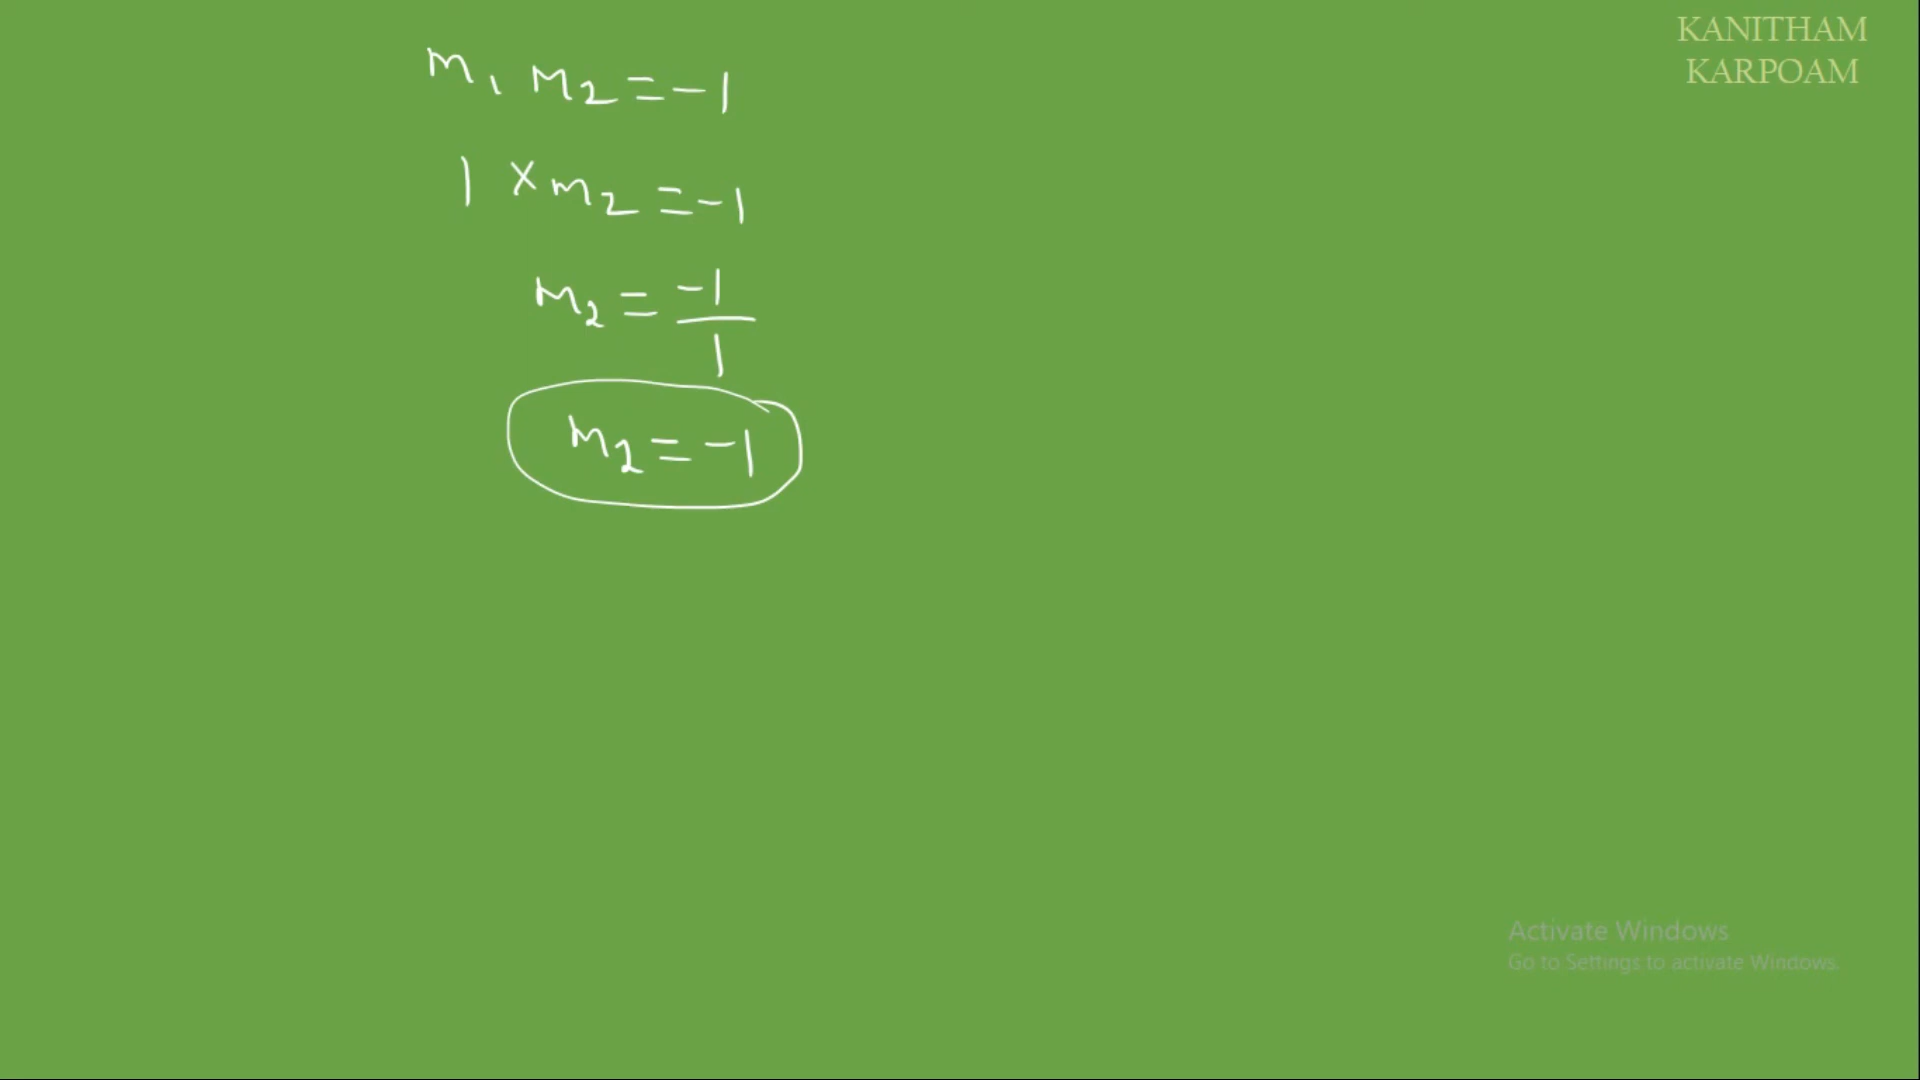 KANITHAM
KARPOAM
m₁ m₂ = -1
1 × m₂ = -1
m₂ = -1/1
m₂ = -1
Activate Windows
Go to Settings to activate Windows.